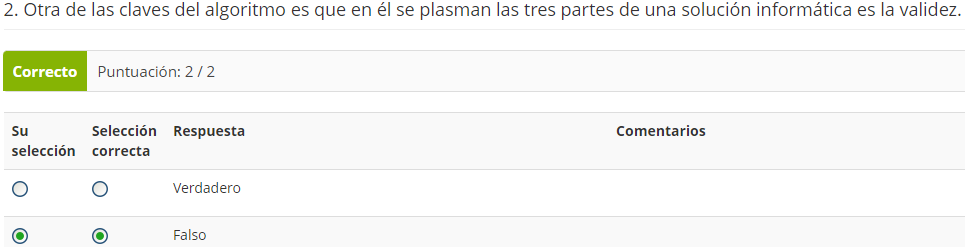 2. Otra de las claves del algoritmo es que en él se plasman las tres partes de una solución informática es la validez.
Correcto Puntuación: 2 / 2
Su selección Selección correcta Respuesta Comentarios
Verdadero
Falso